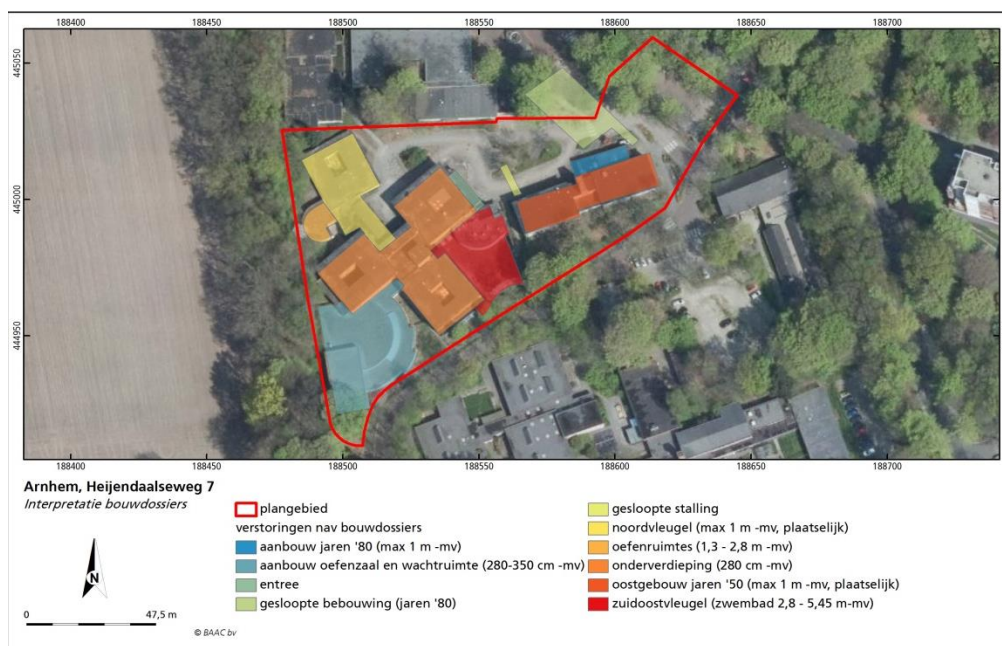 188400 188450 188500 188550 188600 188650 188700
445050
445000
444950
445050
445000
444950
188400 188450 188500 188550 188600 188650 188700
Arnhem, Heijendaalseweg 7
Interpretatie bouwdossiers
N
0 47,5 m
© BAAC bv
plangebied
verstoringen nav bouwdossiers
aanbouw jaren '80 (max 1 m -mv)
aanbouw oefenzaal en wachtruimte (280-350 cm -mv)
entree
gesloopte bebouwing (jaren '80)
gesloopte stalling
noordvleugel (max 1 m -mv, plaatselijk)
oefenruimtes (1,3 - 2,8 m -mv)
onderverdieping (280 cm -mv)
oostgebouw jaren '50 (max 1 m -mv, plaatselijk)
zuidoostvleugel (zwembad 2,8 - 5,45 m-mv)